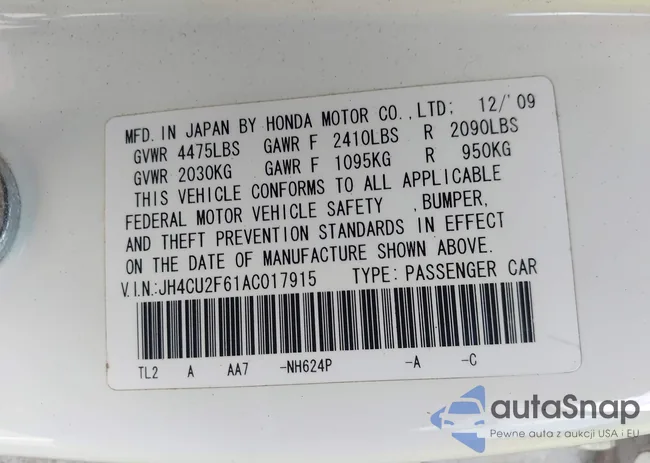 MFD. IN JAPAN BY HONDA MOTOR CO., LTD; 12/'09
GVWR 4475LBS GAWR F 2410LBS R 2090LBS
GVWR 2030KG GAWR F 1095KG R 950KG
THIS VEHICLE CONFORMS TO ALL APPLICABLE
FEDERAL MOTOR VEHICLE SAFETY ,BUMPER,
AND THEFT PREVENTION STANDARDS IN EFFECT
ON THE DATE OF MANUFACTURE SHOWN ABOVE.
V.I.N:JH4CU2F61AC017915 TYPE: PASSENGER CAR
TL2 A AA7 -NH624P -A -C
autaSnap
Pewne auta z aukcji USA i EU